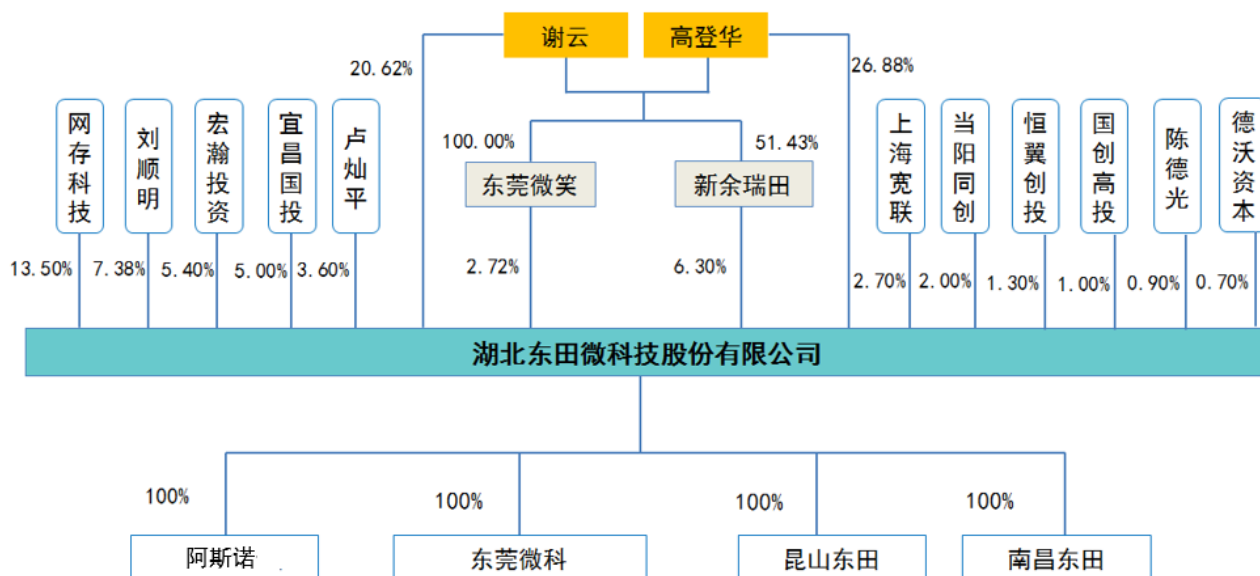 谢云
高登华
20.62%
26.88%
网存科技
刘顺明
宏瀚投资
宜昌国投
卢灿平
100.00%
51.43%
东莞微笑
新余瑞田
上海宽联
当阳同创
恒翼创投
国创高投
陈德光
德沃资本
13.50%
7.38%
5.40%
5.00%
3.60%
2.72%
6.30%
2.70%
2.00%
1.30%
1.00%
0.90%
0.70%
湖北东田微科技股份有限公司
100%
100%
100%
100%
阿斯诺
东莞微科
昆山东田
南昌东田